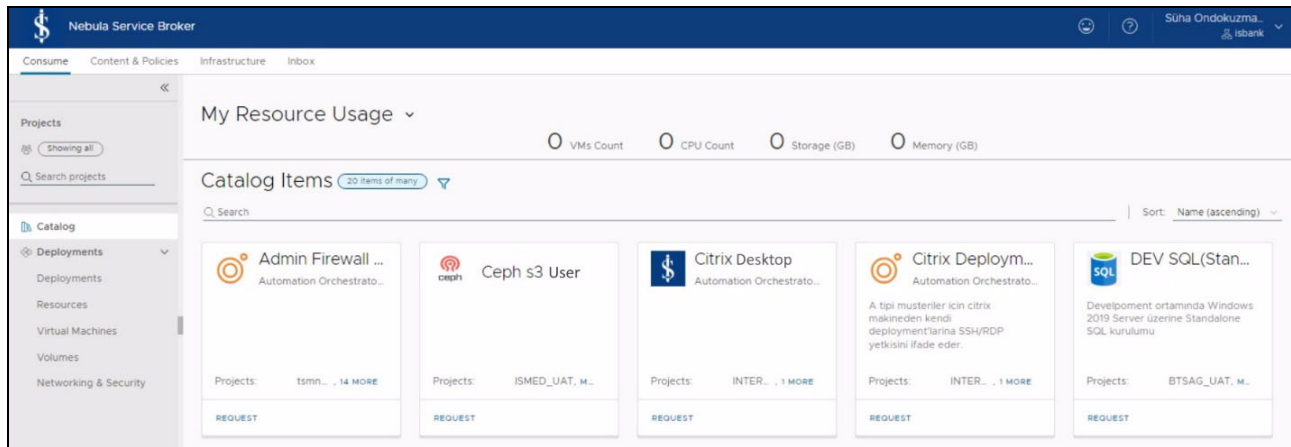 Nebula Service Broker
Süha Ondokuzma..
isbank
Consume Content & Policies Infrastructure Inbox
Projects
Showing all
Search projects
Catalog
Deployments
Deployments
Resources
Virtual Machines
Volumes
Networking & Security
My Resource Usage
0 VMs Count 0 CPU Count 0 Storage (GB) 0 Memory (GB)
Catalog Items 20 items of many
Search
Sort: Name (ascending)
Admin Firewall ...
Automation Orchestrato...
Projects: tsmn... , 14 MORE
REQUEST
ceph
Ceph s3 User
Projects: ISMED_UAT, M...
REQUEST
Citrix Desktop
Automation Orchestrato...
Projects: INTER... , 1 MORE
REQUEST
Citrix Deploym...
Automation Orchestrato...
A tipi musteriler icin citrix
makineden kendi
deployment'larina SSH/RDP
yetkisini ifade eder.
Projects: INTER... , 1 MORE
REQUEST
SQL
DEV SQL(Stan...
Develpoment ortamında Windows
2019 Server üzerine Standalone
SQL kurulumu
Projects: BTSAG_UAT, M...
REQUEST